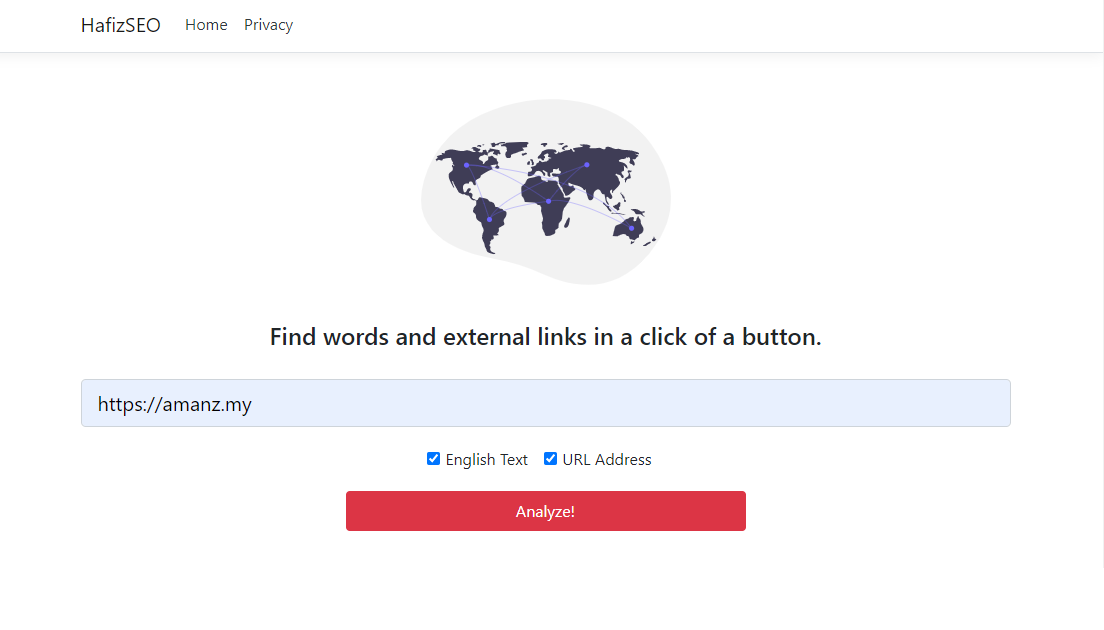 HafizSEO Home Privacy
Find words and external links in a click of a button.
https://amanz.my
English Text URL Address
Analyze!